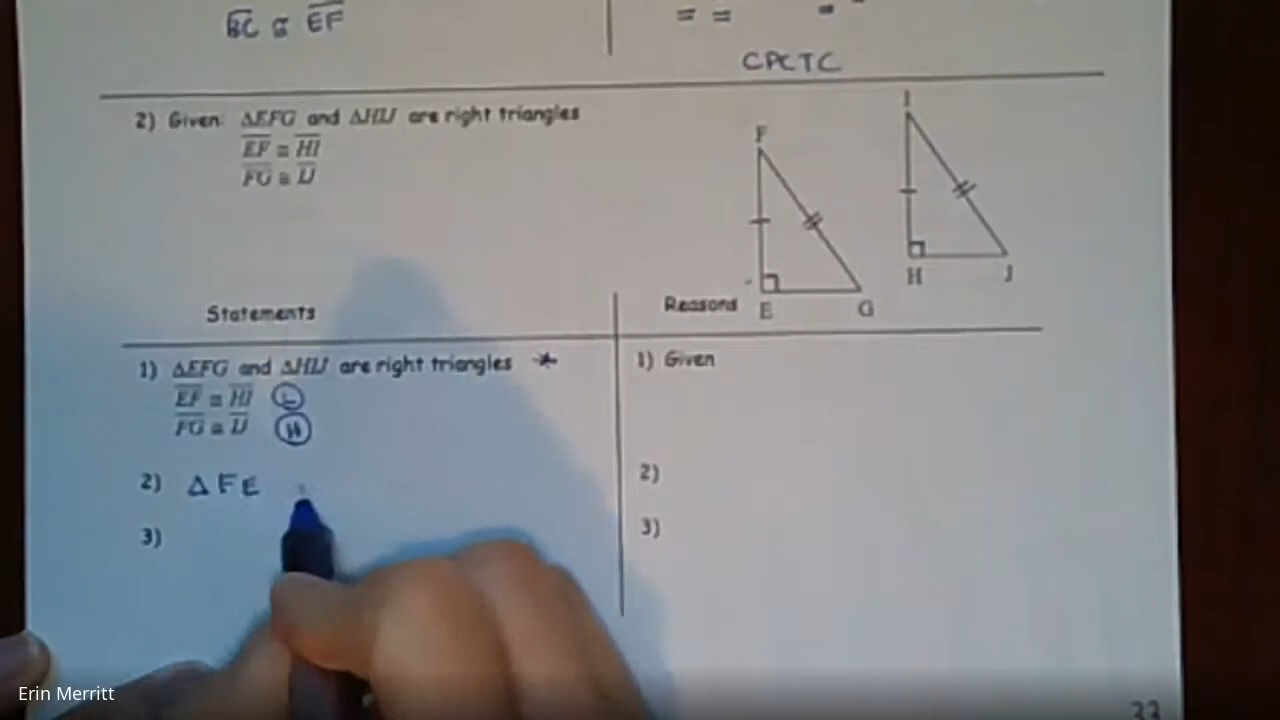 BC ≅ EF
= =
CPCTC
2) Given: ΔEFG and ΔHIJ are right triangles
EF ≅ HI
FG ≅ IJ
F
I
E
G
H
J
Statements
Reasons
1) ΔEFG and ΔHIJ are right triangles *
EF ≅ HI L
FG ≅ IJ H
1) Given
2) Δ FE
2)
3)
3)
Erin Merritt
33